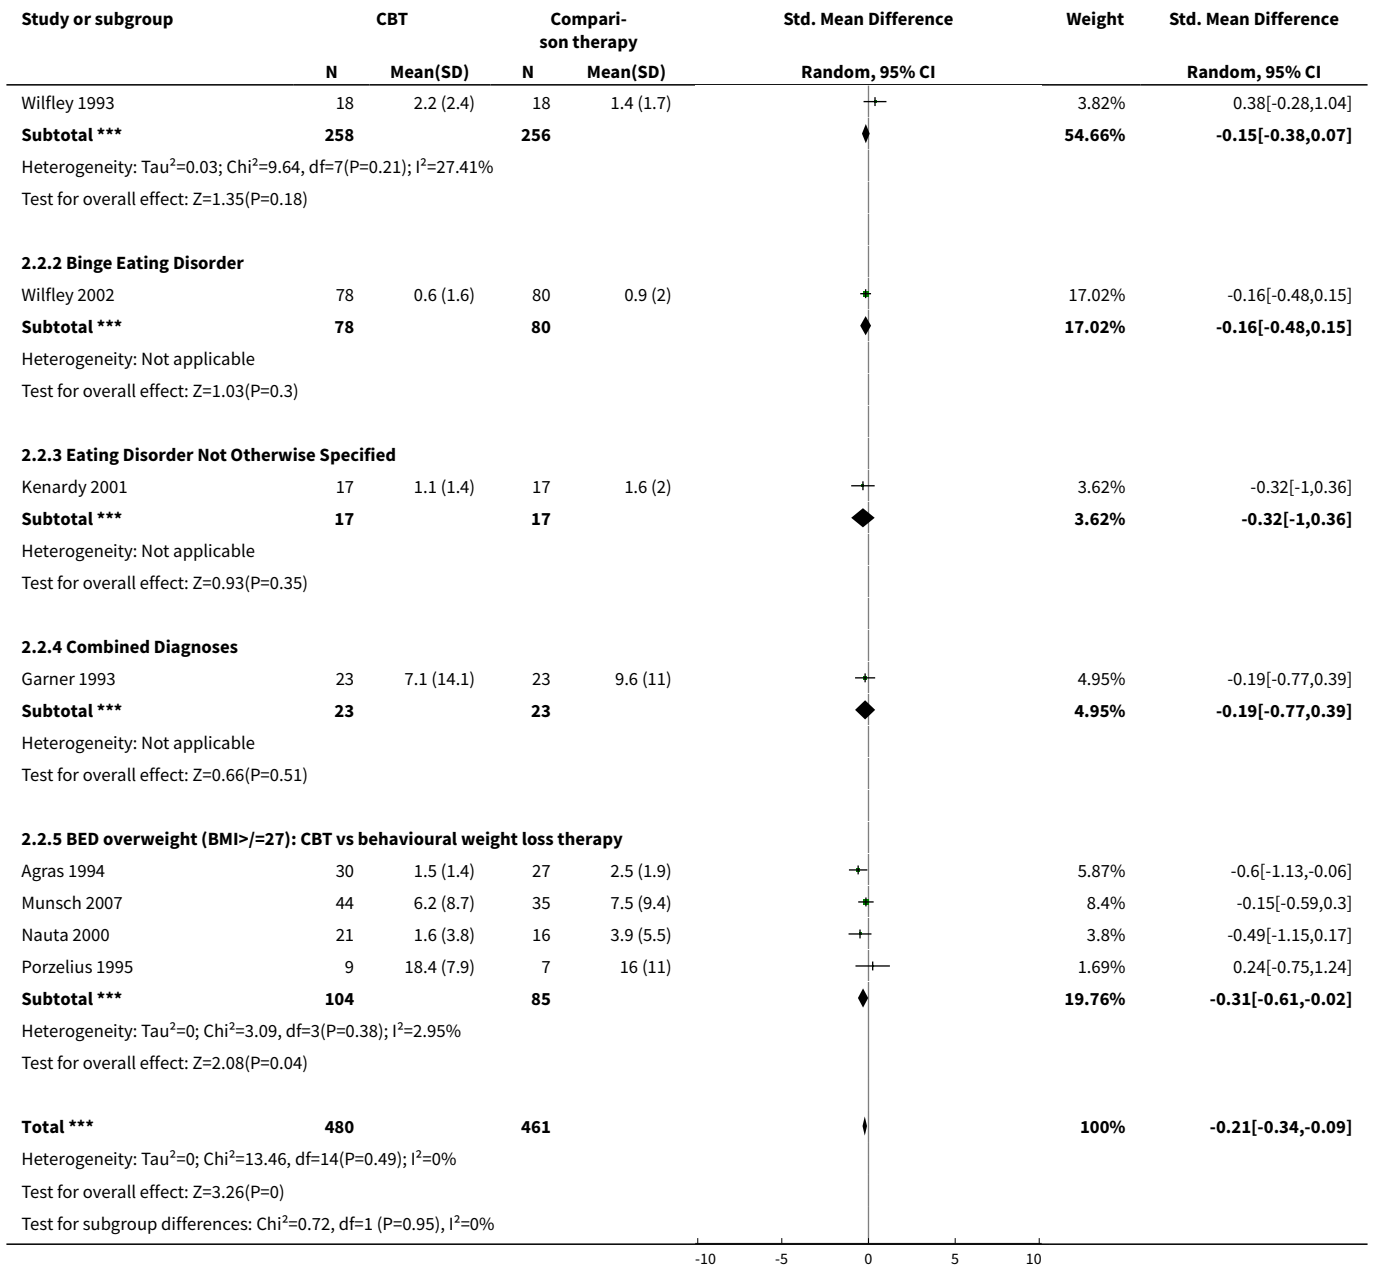 Study or subgroup CBT Compari- Std. Mean Difference Weight Std. Mean Difference
son therapy
N Mean(SD) N Mean(SD) Random, 95% CI Random, 95% CI
Wilfley 1993 18 2.2 (2.4) 18 1.4 (1.7) 3.82% 0.38[-0.28,1.04]
Subtotal *** 258 256 54.66% -0.15[-0.38,0.07]
Heterogeneity: Tau²=0.03; Chi²=9.64, df=7(P=0.21); I²=27.41%
Test for overall effect: Z=1.35(P=0.18)
2.2.2 Binge Eating Disorder
Wilfley 2002 78 0.6 (1.6) 80 0.9 (2) 17.02% -0.16[-0.48,0.15]
Subtotal *** 78 80 17.02% -0.16[-0.48,0.15]
Heterogeneity: Not applicable
Test for overall effect: Z=1.03(P=0.3)
2.2.3 Eating Disorder Not Otherwise Specified
Kenardy 2001 17 1.1 (1.4) 17 1.6 (2) 3.62% -0.32[-1,0.36]
Subtotal *** 17 17 3.62% -0.32[-1,0.36]
Heterogeneity: Not applicable
Test for overall effect: Z=0.93(P=0.35)
2.2.4 Combined Diagnoses
Garner 1993 23 7.1 (14.1) 23 9.6 (11) 4.95% -0.19[-0.77,0.39]
Subtotal *** 23 23 4.95% -0.19[-0.77,0.39]
Heterogeneity: Not applicable
Test for overall effect: Z=0.66(P=0.51)
2.2.5 BED overweight (BMI>/=27): CBT vs behavioural weight loss therapy
Agras 1994 30 1.5 (1.4) 27 2.5 (1.9) 5.87% -0.6[-1.13,-0.06]
Munsch 2007 44 6.2 (8.7) 35 7.5 (9.4) 8.4% -0.15[-0.59,0.3]
Nauta 2000 21 1.6 (3.8) 16 3.9 (5.5) 3.8% -0.49[-1.15,0.17]
Porzelius 1995 9 18.4 (7.9) 7 16 (11) 1.69% 0.24[-0.75,1.24]
Subtotal *** 104 85 19.76% -0.31[-0.61,-0.02]
Heterogeneity: Tau²=0; Chi²=3.09, df=3(P=0.38); I²=2.95%
Test for overall effect: Z=2.08(P=0.04)
Total *** 480 461 100% -0.21[-0.34,-0.09]
Heterogeneity: Tau²=0; Chi²=13.46, df=14(P=0.49); I²=0%
Test for overall effect: Z=3.26(P=0)
Test for subgroup differences: Chi²=0.72, df=1 (P=0.95), I²=0%
-10 -5 0 5 10